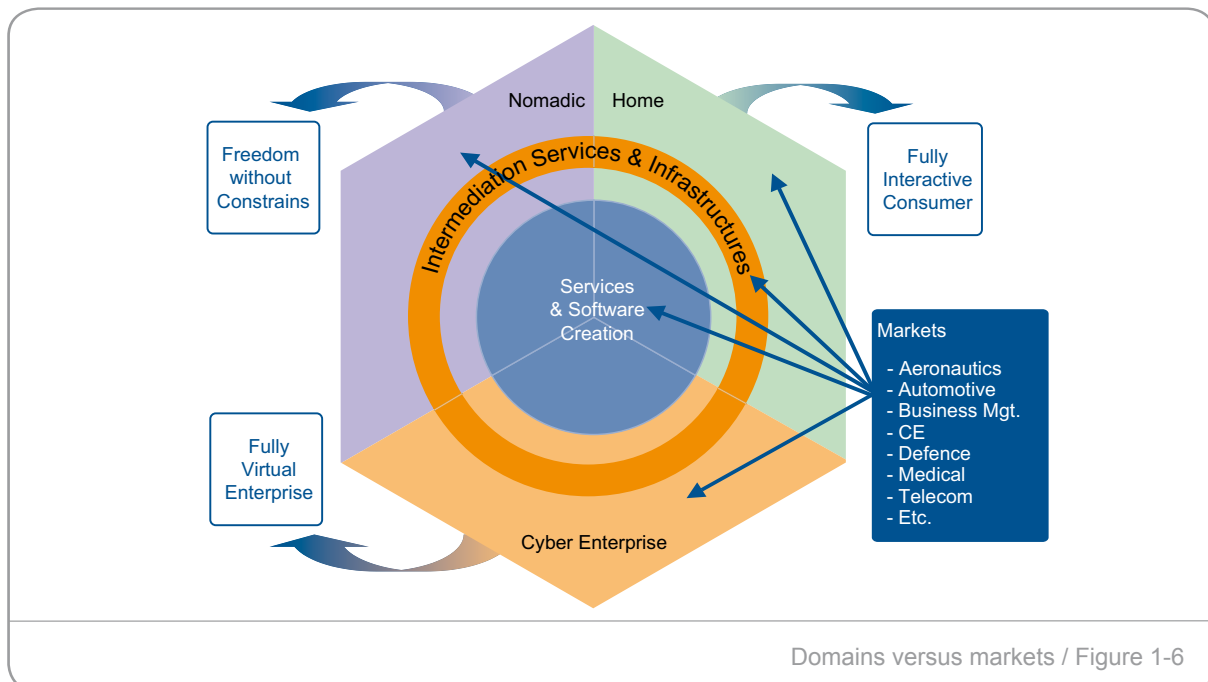 Nomadic
Home
Freedom
without
Constrains
Fully
Interactive
Consumer
Intermediation Services & Infrastructures
Services
& Software
Creation
Markets
- Aeronautics
- Automotive
- Business Mgt.
- CE
- Defence
- Medical
- Telecom
- Etc.
Fully
Virtual
Enterprise
Cyber Enterprise
Domains versus markets / Figure 1-6